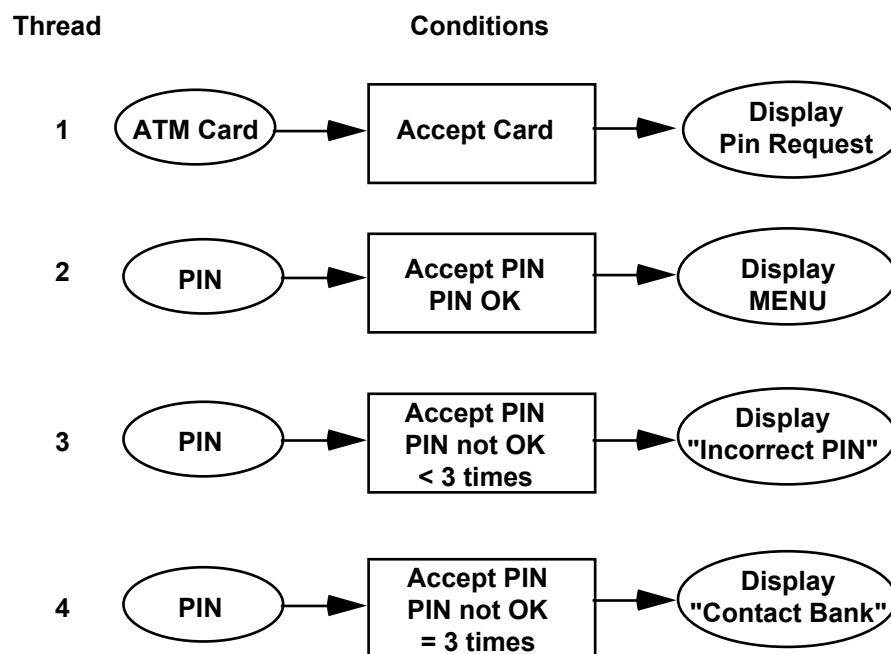 Thread Conditions
1 ATM Card Accept Card Display
Pin Request
2 PIN Accept PIN
PIN OK Display
MENU
3 PIN Accept PIN
PIN not OK
< 3 times Display
"Incorrect PIN"
4 PIN Accept PIN
PIN not OK
= 3 times Display
"Contact Bank"